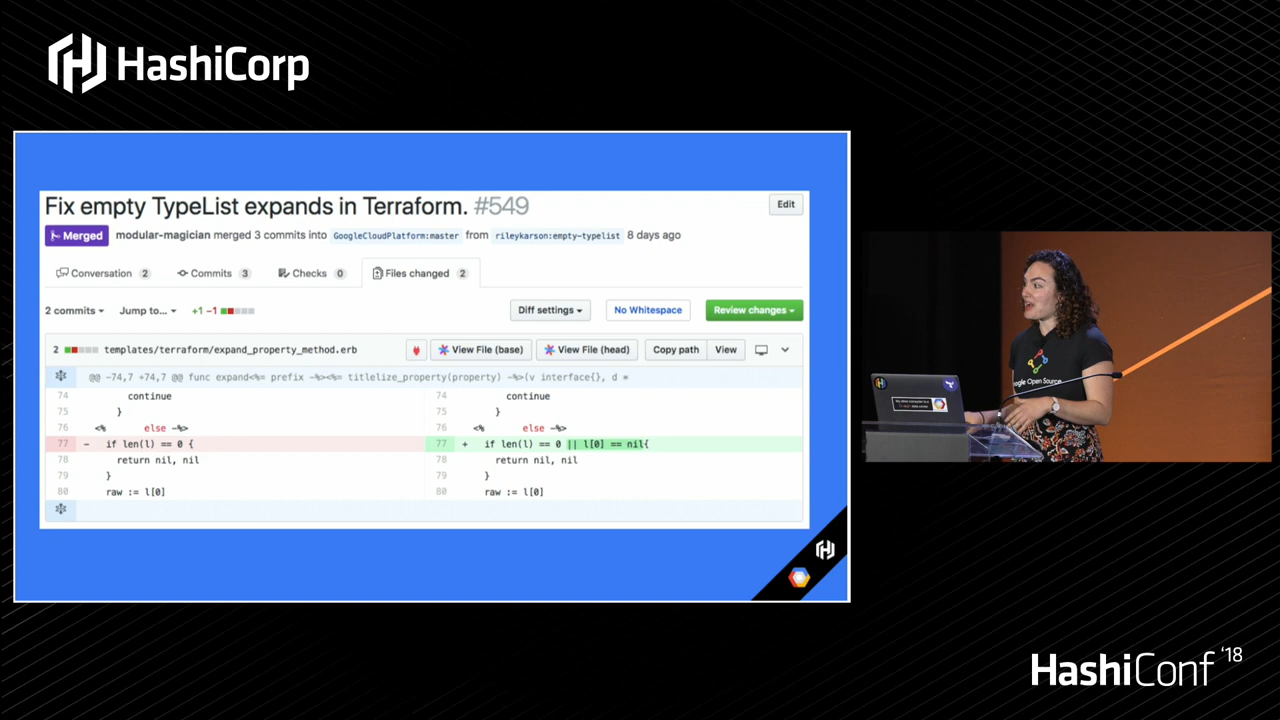 HashiCorp
Fix empty TypeList expands in Terraform. #549
Edit
Merged modular-magician merged 3 commits into GoogleCloudPlatform:master from rileykarson:empty-typelist 8 days ago
Conversation 2 Commits 3 Checks 0 Files changed 2
2 commits Jump to... +1 −1 Diff settings No Whitespace Review changes
2 templates/terraform/expand_property_method.erb View File (base) View File (head) Copy path View
@@ -74,7 +74,7 @@ func expand<%= prefix -%><%= titlelize_property(property) -%>(v interface{}, d *
74 continue 74 continue
75 } 75 }
76 <% else -%> 76 <% else -%>
77 - if len(l) == 0 { 77 + if len(l) == 0 || l[0] == nil{
78 return nil, nil 78 return nil, nil
79 } 79 }
80 raw := l[0] 80 raw := l[0]
Google Open Source
HashiConf '18